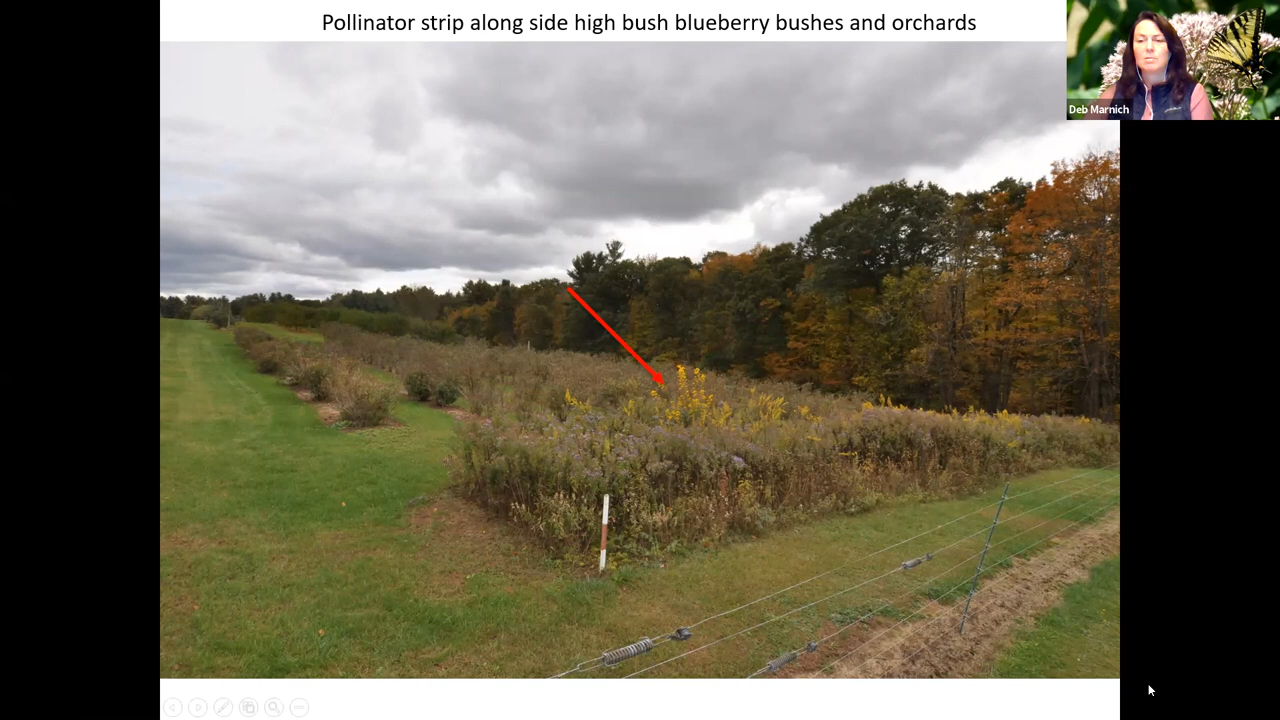 Pollinator strip along side high bush blueberry bushes and orchards
Deb Marnich